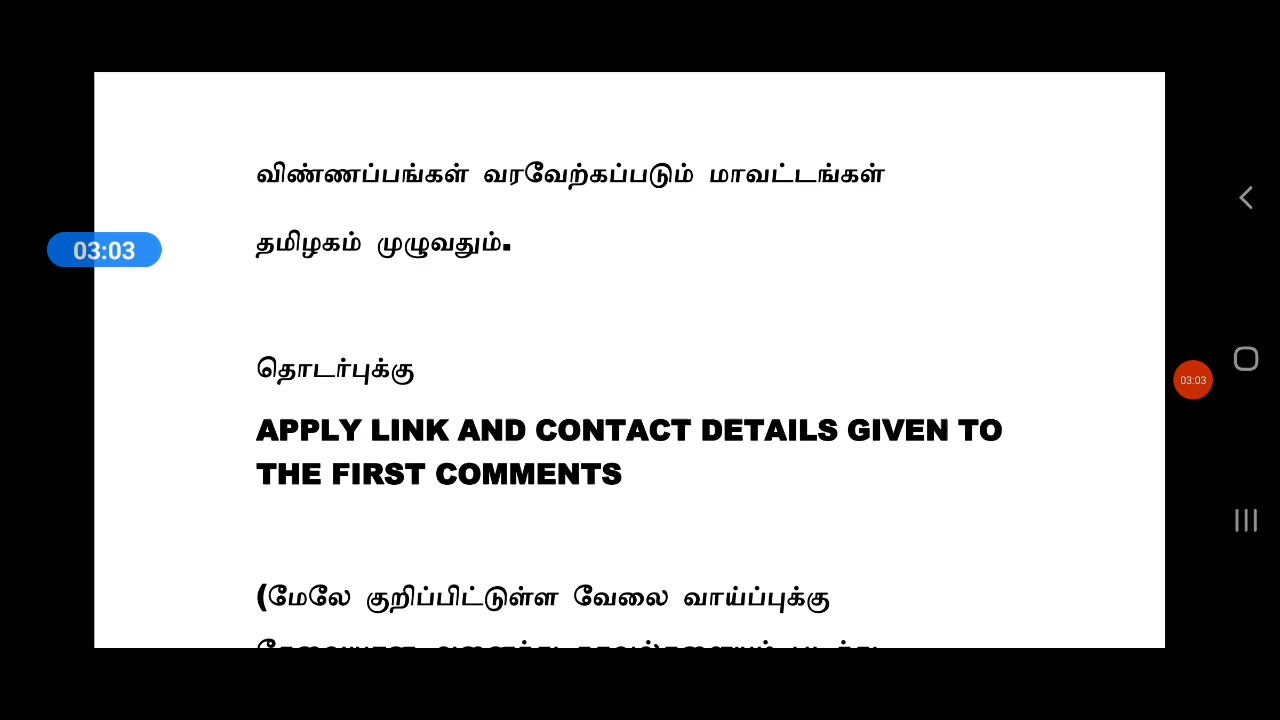 விண்ணப்பங்கள் வரவேற்கப்படும் மாவட்டங்கள்
தமிழகம் முழுவதும்.
03:03
தொடர்புக்கு
03:03
APPLY LINK AND CONTACT DETAILS GIVEN TO
THE FIRST COMMENTS
(மேலே குறிப்பிட்டுள்ள வேலை வாய்ப்புக்கு